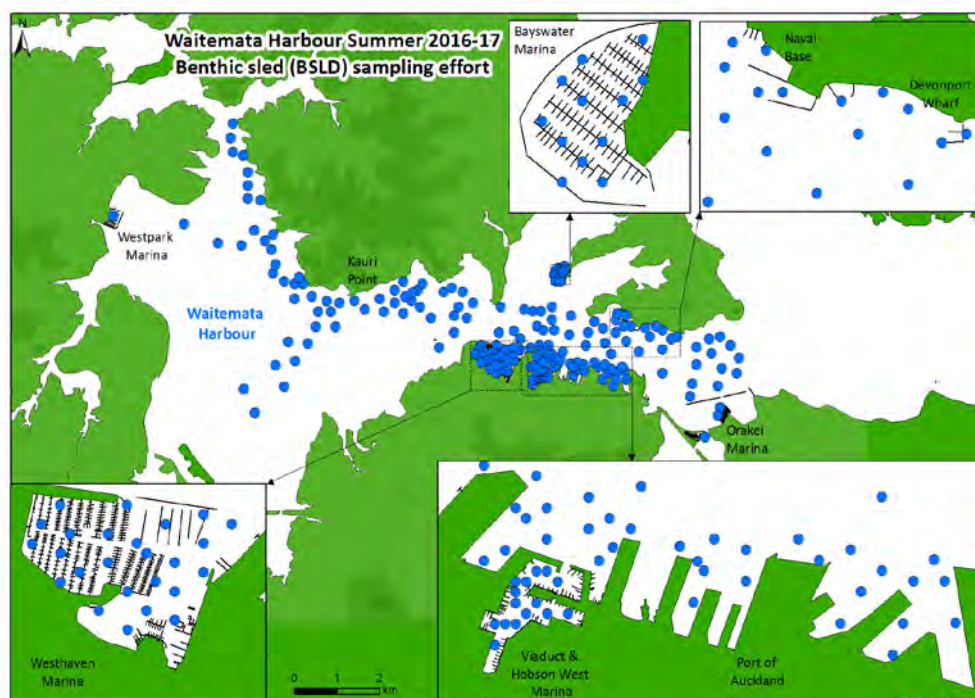 N
Waitemata Harbour Summer 2016-17
Benthic sled (BSLD) sampling effort
Bayswater
Marina
Naval
Base
Devonport
Wharf
Westpark
Marina
Kauri
Point
Waitemata
Harbour
Orakei
Marina
Westhaven
Marina
0 1 2
km
Viaduct &
Hobson West
Marina
Port of
Auckland